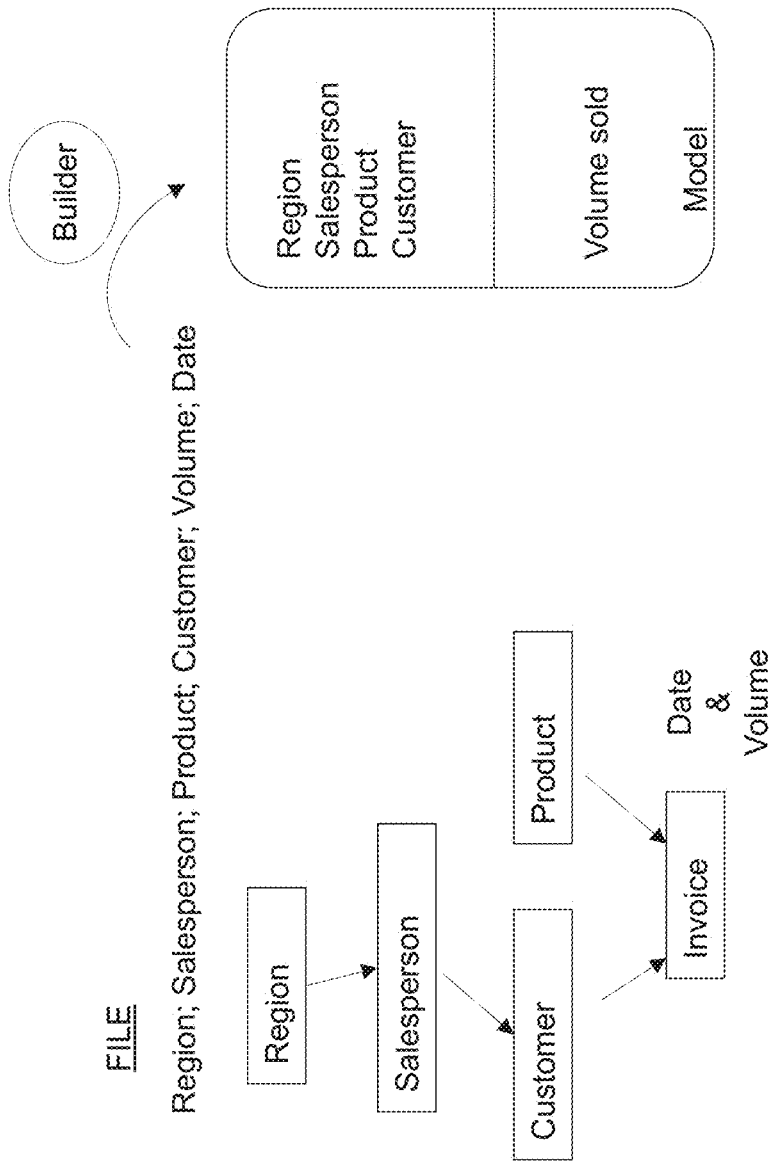 FILE
Region; Salesperson; Product; Customer; Volume; Date
Region
Salesperson
Customer
Product
Invoice
Date
&
Volume
Builder
Region
Salesperson
Product
Customer
Volume sold
Model